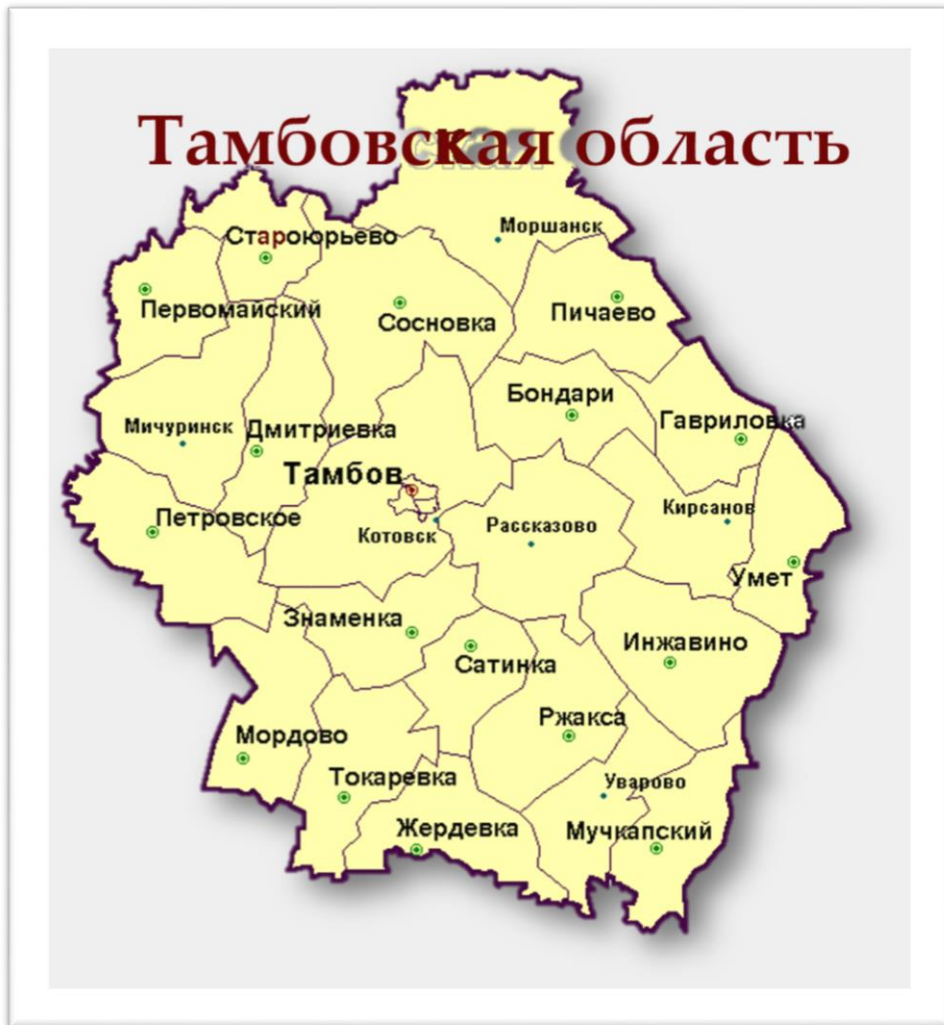 Тамбовская область
Моршанск
Староюрьево
Первомайский
Пичаево
Сосновка
Бондари
Гавриловка
Мичуринск
Дмитриевка
Тамбов
Кирсанов
Петровское
Рассказово
Котовск
Умет
Знаменка
Инжавино
Сатинка
Ржакса
Мордово
Токаревка
Уварово
Жердевка
Мучкапский